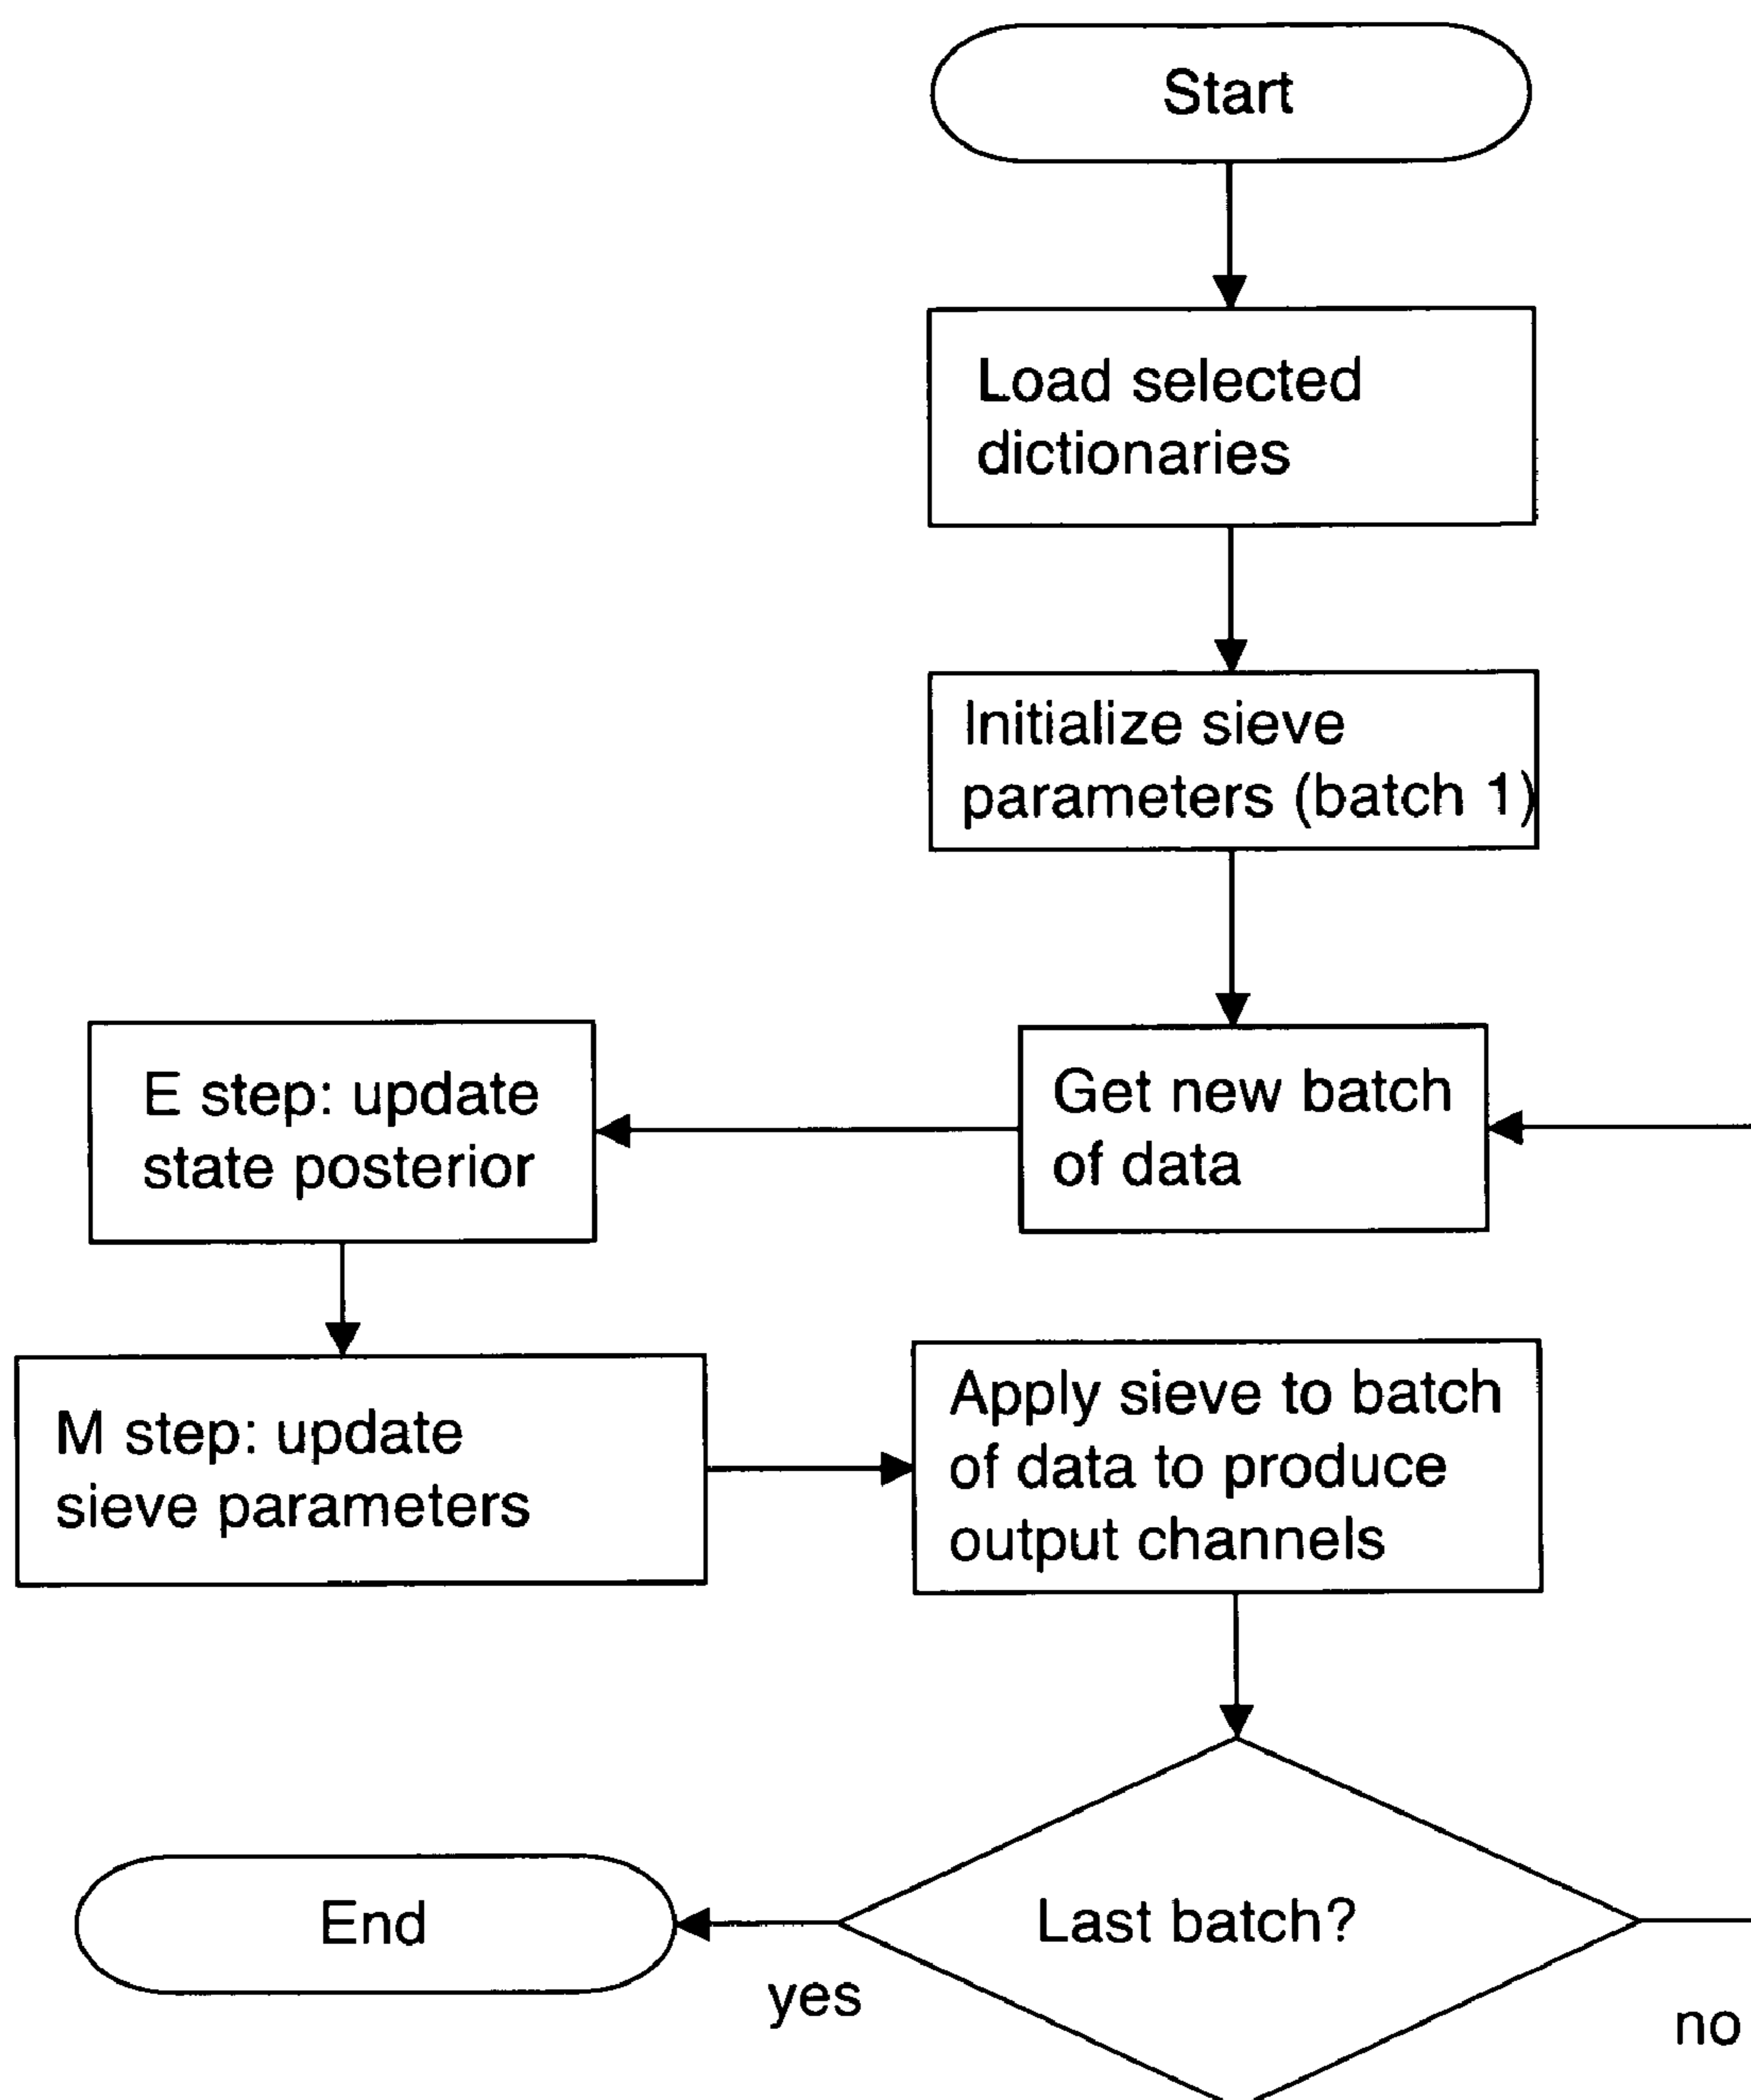 Start
Load selected
dictionaries
Initialize sieve
parameters (batch 1)
Get new batch
of data
E step: update
state posterior
M step: update
sieve parameters
Apply sieve to batch
of data to produce
output channels
Last batch?
yes
no
End